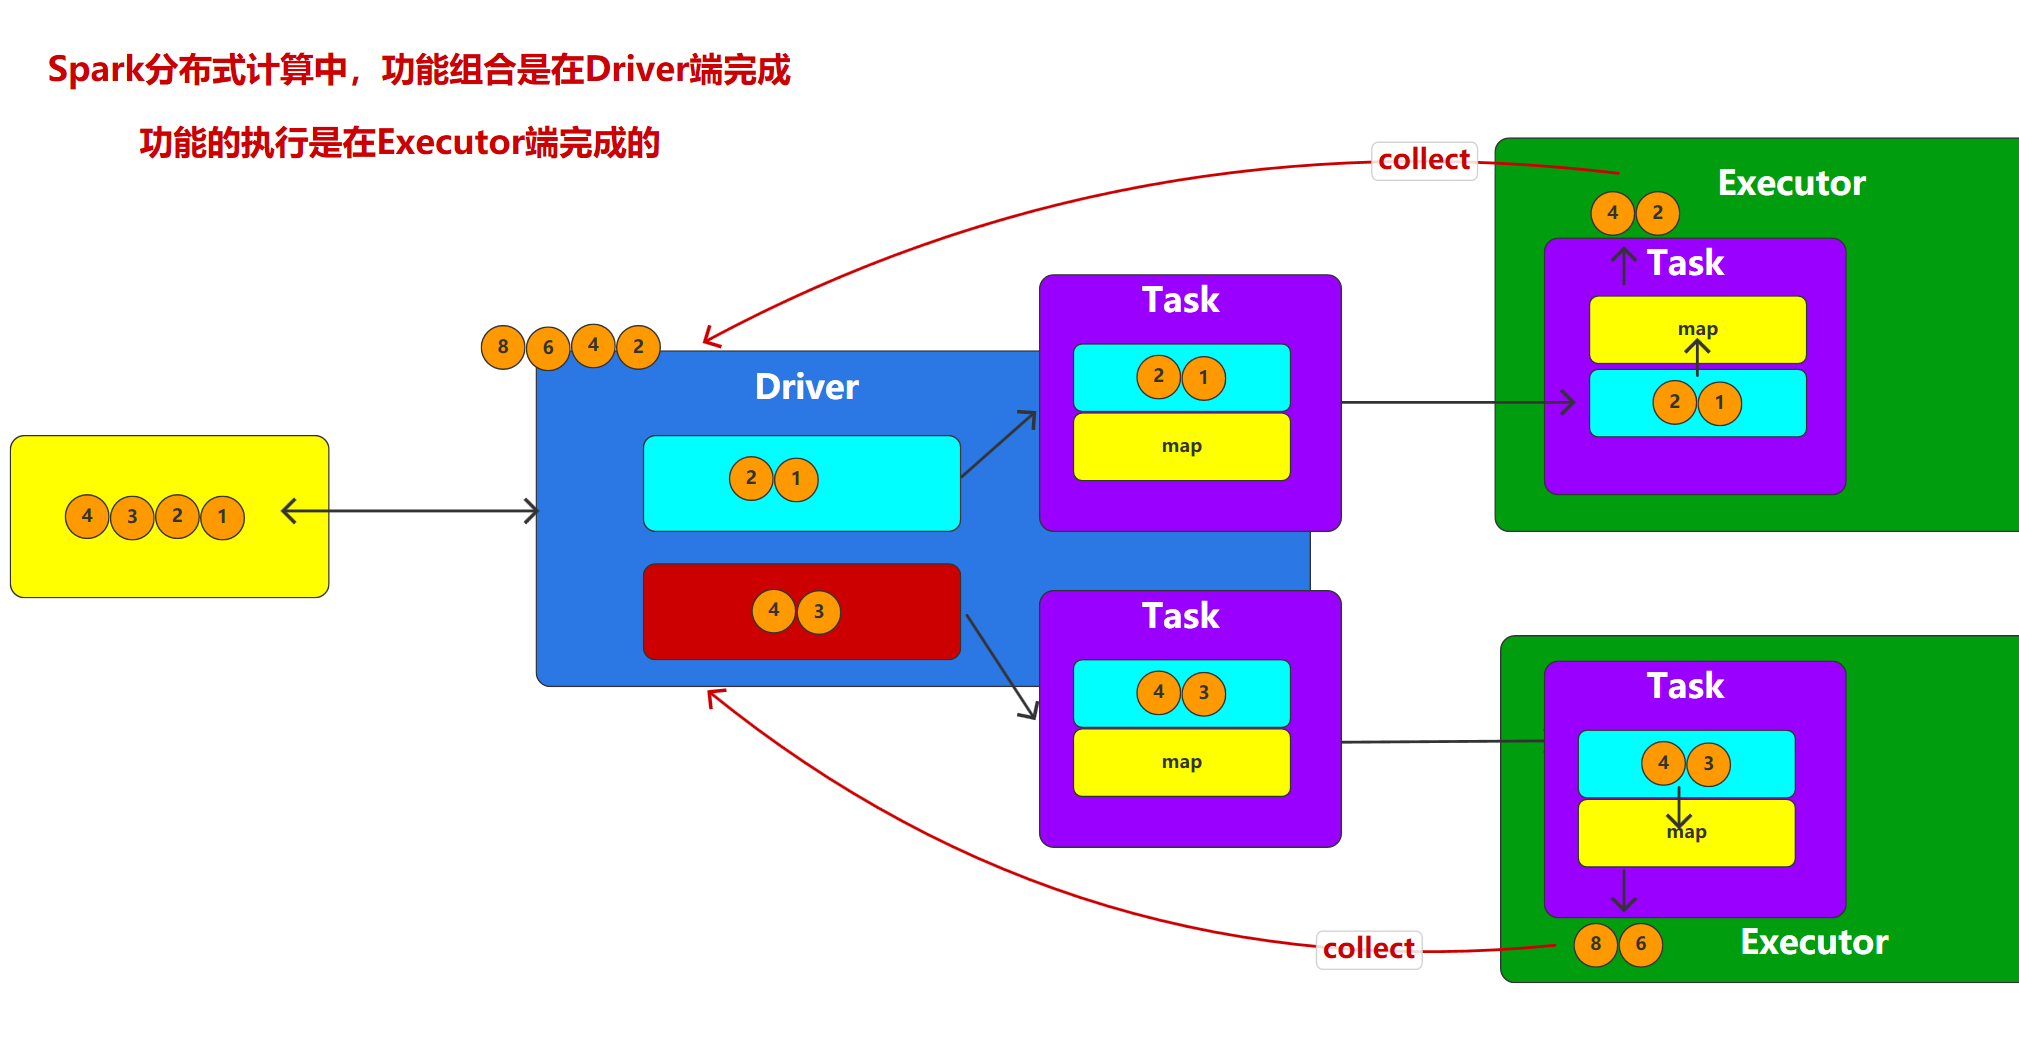 Spark分布式计算中，功能组合是在Driver端完成
功能的执行是在Executor端完成的
collect
Executor
4 2
Task
map
2 1
Task
2 1
map
8 6 4 2
Driver
2 1
4 3 2 1
4 3
Task
4 3
map
Task
4 3
map
8 6
Executor
collect